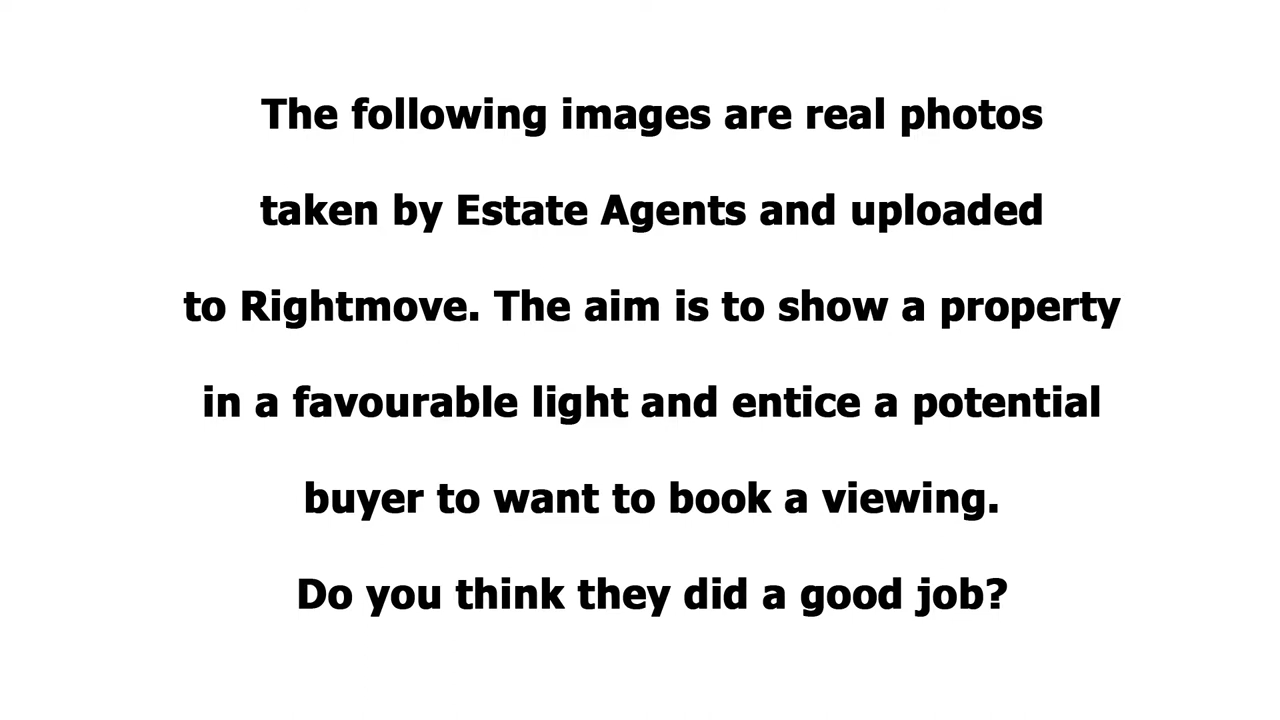 The following images are real photos
taken by Estate Agents and uploaded
to Rightmove. The aim is to show a property
in a favourable light and entice a potential
buyer to want to book a viewing.
Do you think they did a good job?